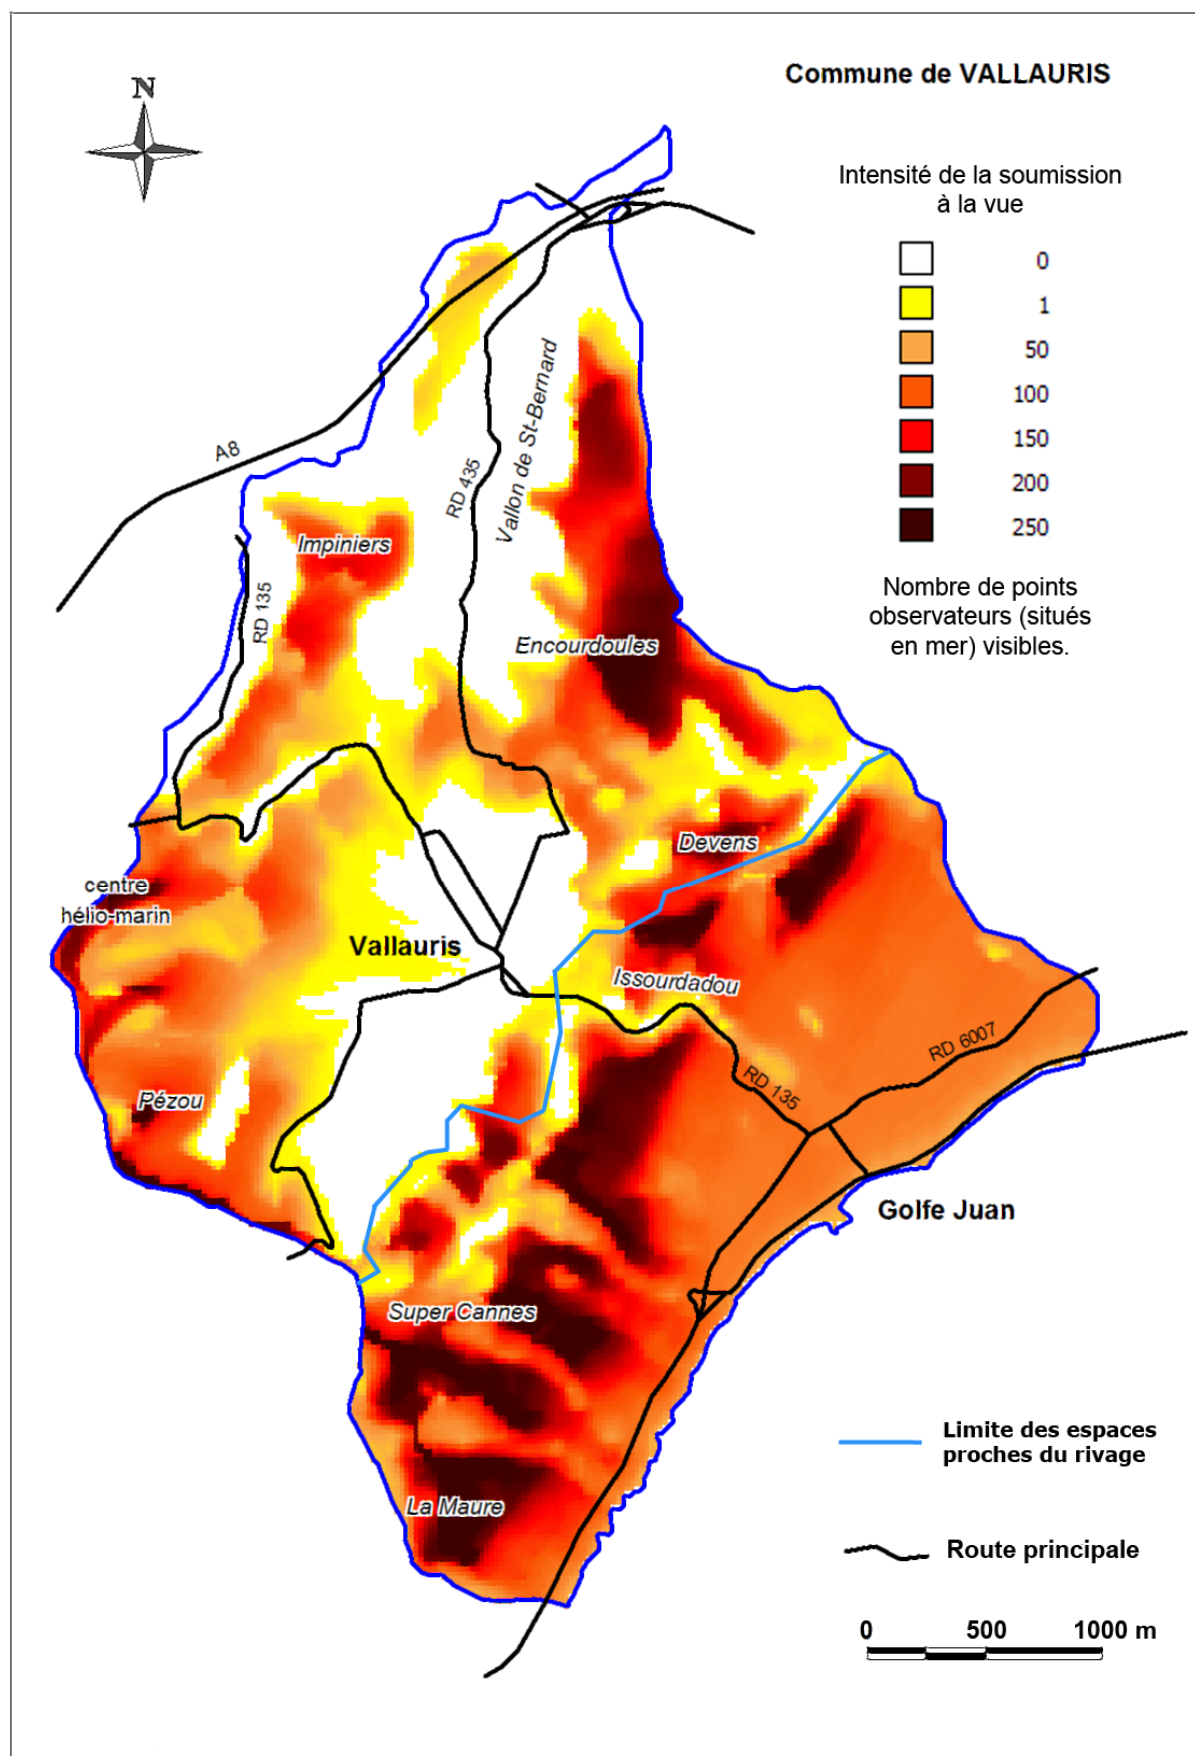 Commune de VALLAURIS
N
Intensité de la soumission
à la vue
0
1
50
100
150
200
250
Nombre de points
observateurs (situés
en mer) visibles.
A8
RD 435
Vallon de St-Bernard
Impiniers
RD 135
Encourdoules
Devens
centre
hélio-marin
Vallauris
Issourdadou
RD 6007
RD 135
Pézou
Golfe Juan
Super Cannes
La Maure
Limite des espaces
proches du rivage
Route principale
0 500 1000 m